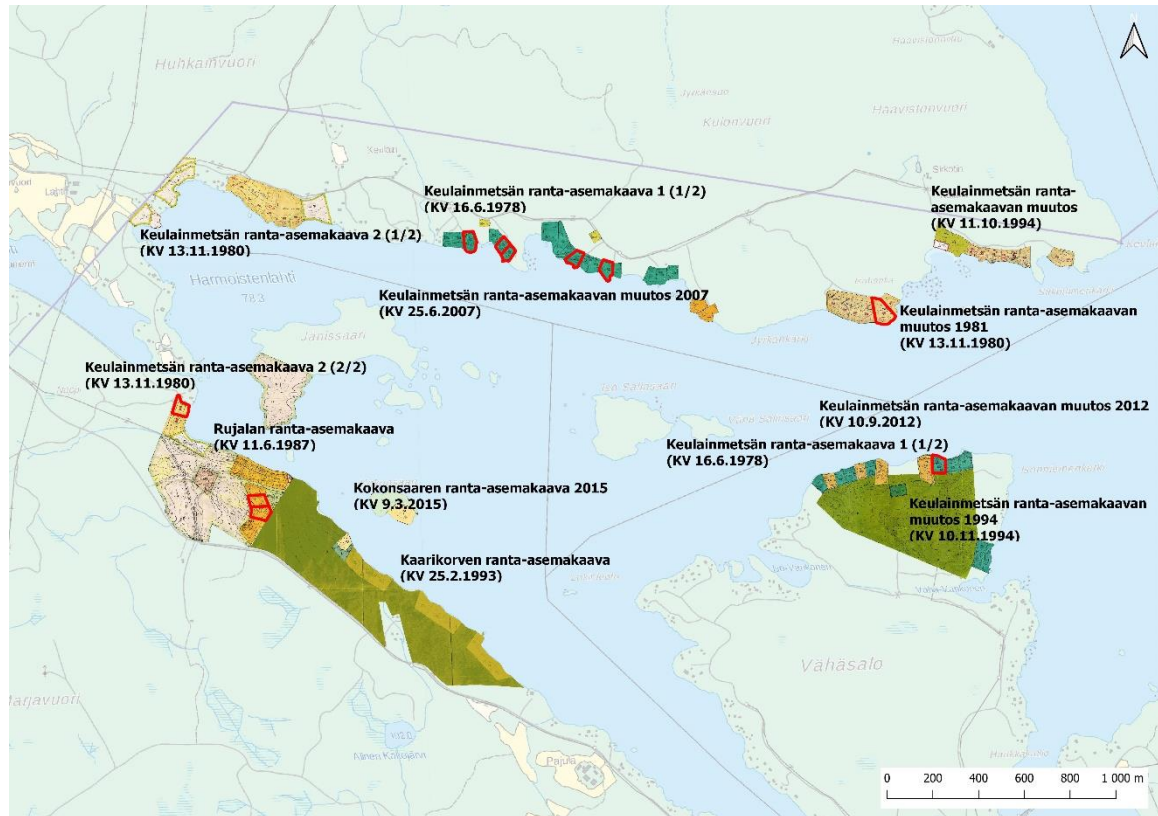 Huhkainvuori
Haavistonvuori
Kulonvuori
Keulainmetsän ranta-asemakaava 1 (1/2)
(KV 16.6.1978)
Keulainmetsän ranta-
asemakaavan muutos
(KV 11.10.1994)
Keulainmetsän ranta-asemakaava 2 (1/2)
(KV 13.11.1980)
Harmoistenlahti
78.3
Keulainmetsän ranta-asemakaavan muutos 2007
(KV 25.6.2007)
Keulainmetsän ranta-asemakaavan
muutos 1981
(KV 13.11.1980)
Jänissaari
Keulainmetsän ranta-asemakaava 2 (2/2)
(KV 13.11.1980)
Keulainmetsän ranta-asemakaavan muutos 2012
(KV 10.9.2012)
Rujalan ranta-asemakaava
(KV 11.6.1987)
Keulainmetsän ranta-asemakaava 1 (1/2)
(KV 16.6.1978)
Kokonsaaren ranta-asemakaava 2015
(KV 9.3.2015)
Keulainmetsän ranta-asemakaavan
muutos 1994
(KV 10.11.1994)
Kaarikorven ranta-asemakaava
(KV 25.2.1993)
Vähäsalo
Pajula
0 200 400 600 800 1 000 m